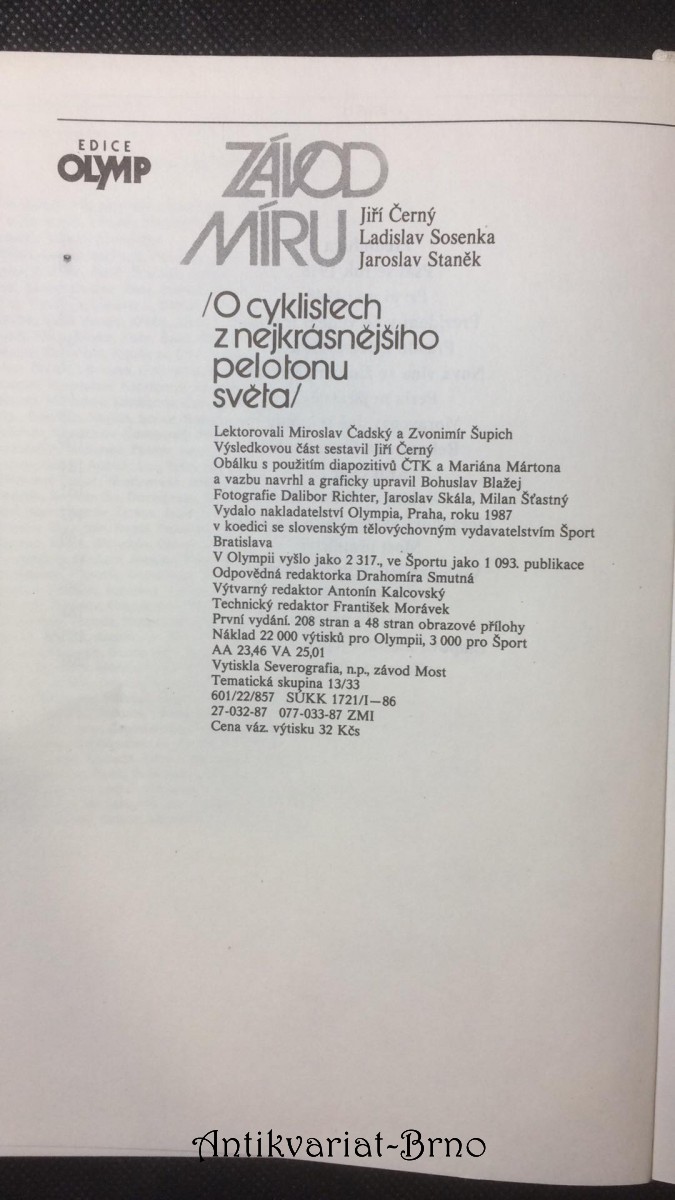 EDICE
OLYMP
ZÁVOD
MÍRU
Jiří Černý
Ladislav Sosenka
Jaroslav Staněk
/O cyklistech
z nejkrásnějšího
pelotonu
světa/
Lektorovali Miroslav Čadský a Zvonimír Šupich
Výsledkovou část sestavil Jiří Černý
Obálku s použitím diapozitivů ČTK a Mariána Mártona
a vazbu navrhl a graficky upravil Bohuslav Blažej
Fotografie Dalibor Richter, Jaroslav Skála, Milan Šťastný
Vydalo nakladatelství Olympia, Praha, roku 1987
v koedici se slovenským tělovýchovným vydavatelstvím Šport
Bratislava
V Olympii vyšlo jako 2 317., ve Športu jako 1 093. publikace
Odpovědná redaktorka Drahomíra Smutná
Výtvarný redaktor Antonín Kalcovský
Technický redaktor František Morávek
První vydání. 208 stran a 48 stran obrazové přílohy
Náklad 22 000 výtisků pro Olympii, 3 000 pro Šport
AA 23,46 VA 25,01
Vytiskla Severografia, n.p., závod Most
Tematická skupina 13/33
601/22/857 SÚKK 1721/I—86
27-032-87 077-033-87 ZMI
Cena váz. výtisku 32 Kčs
Antikvariat-Brno